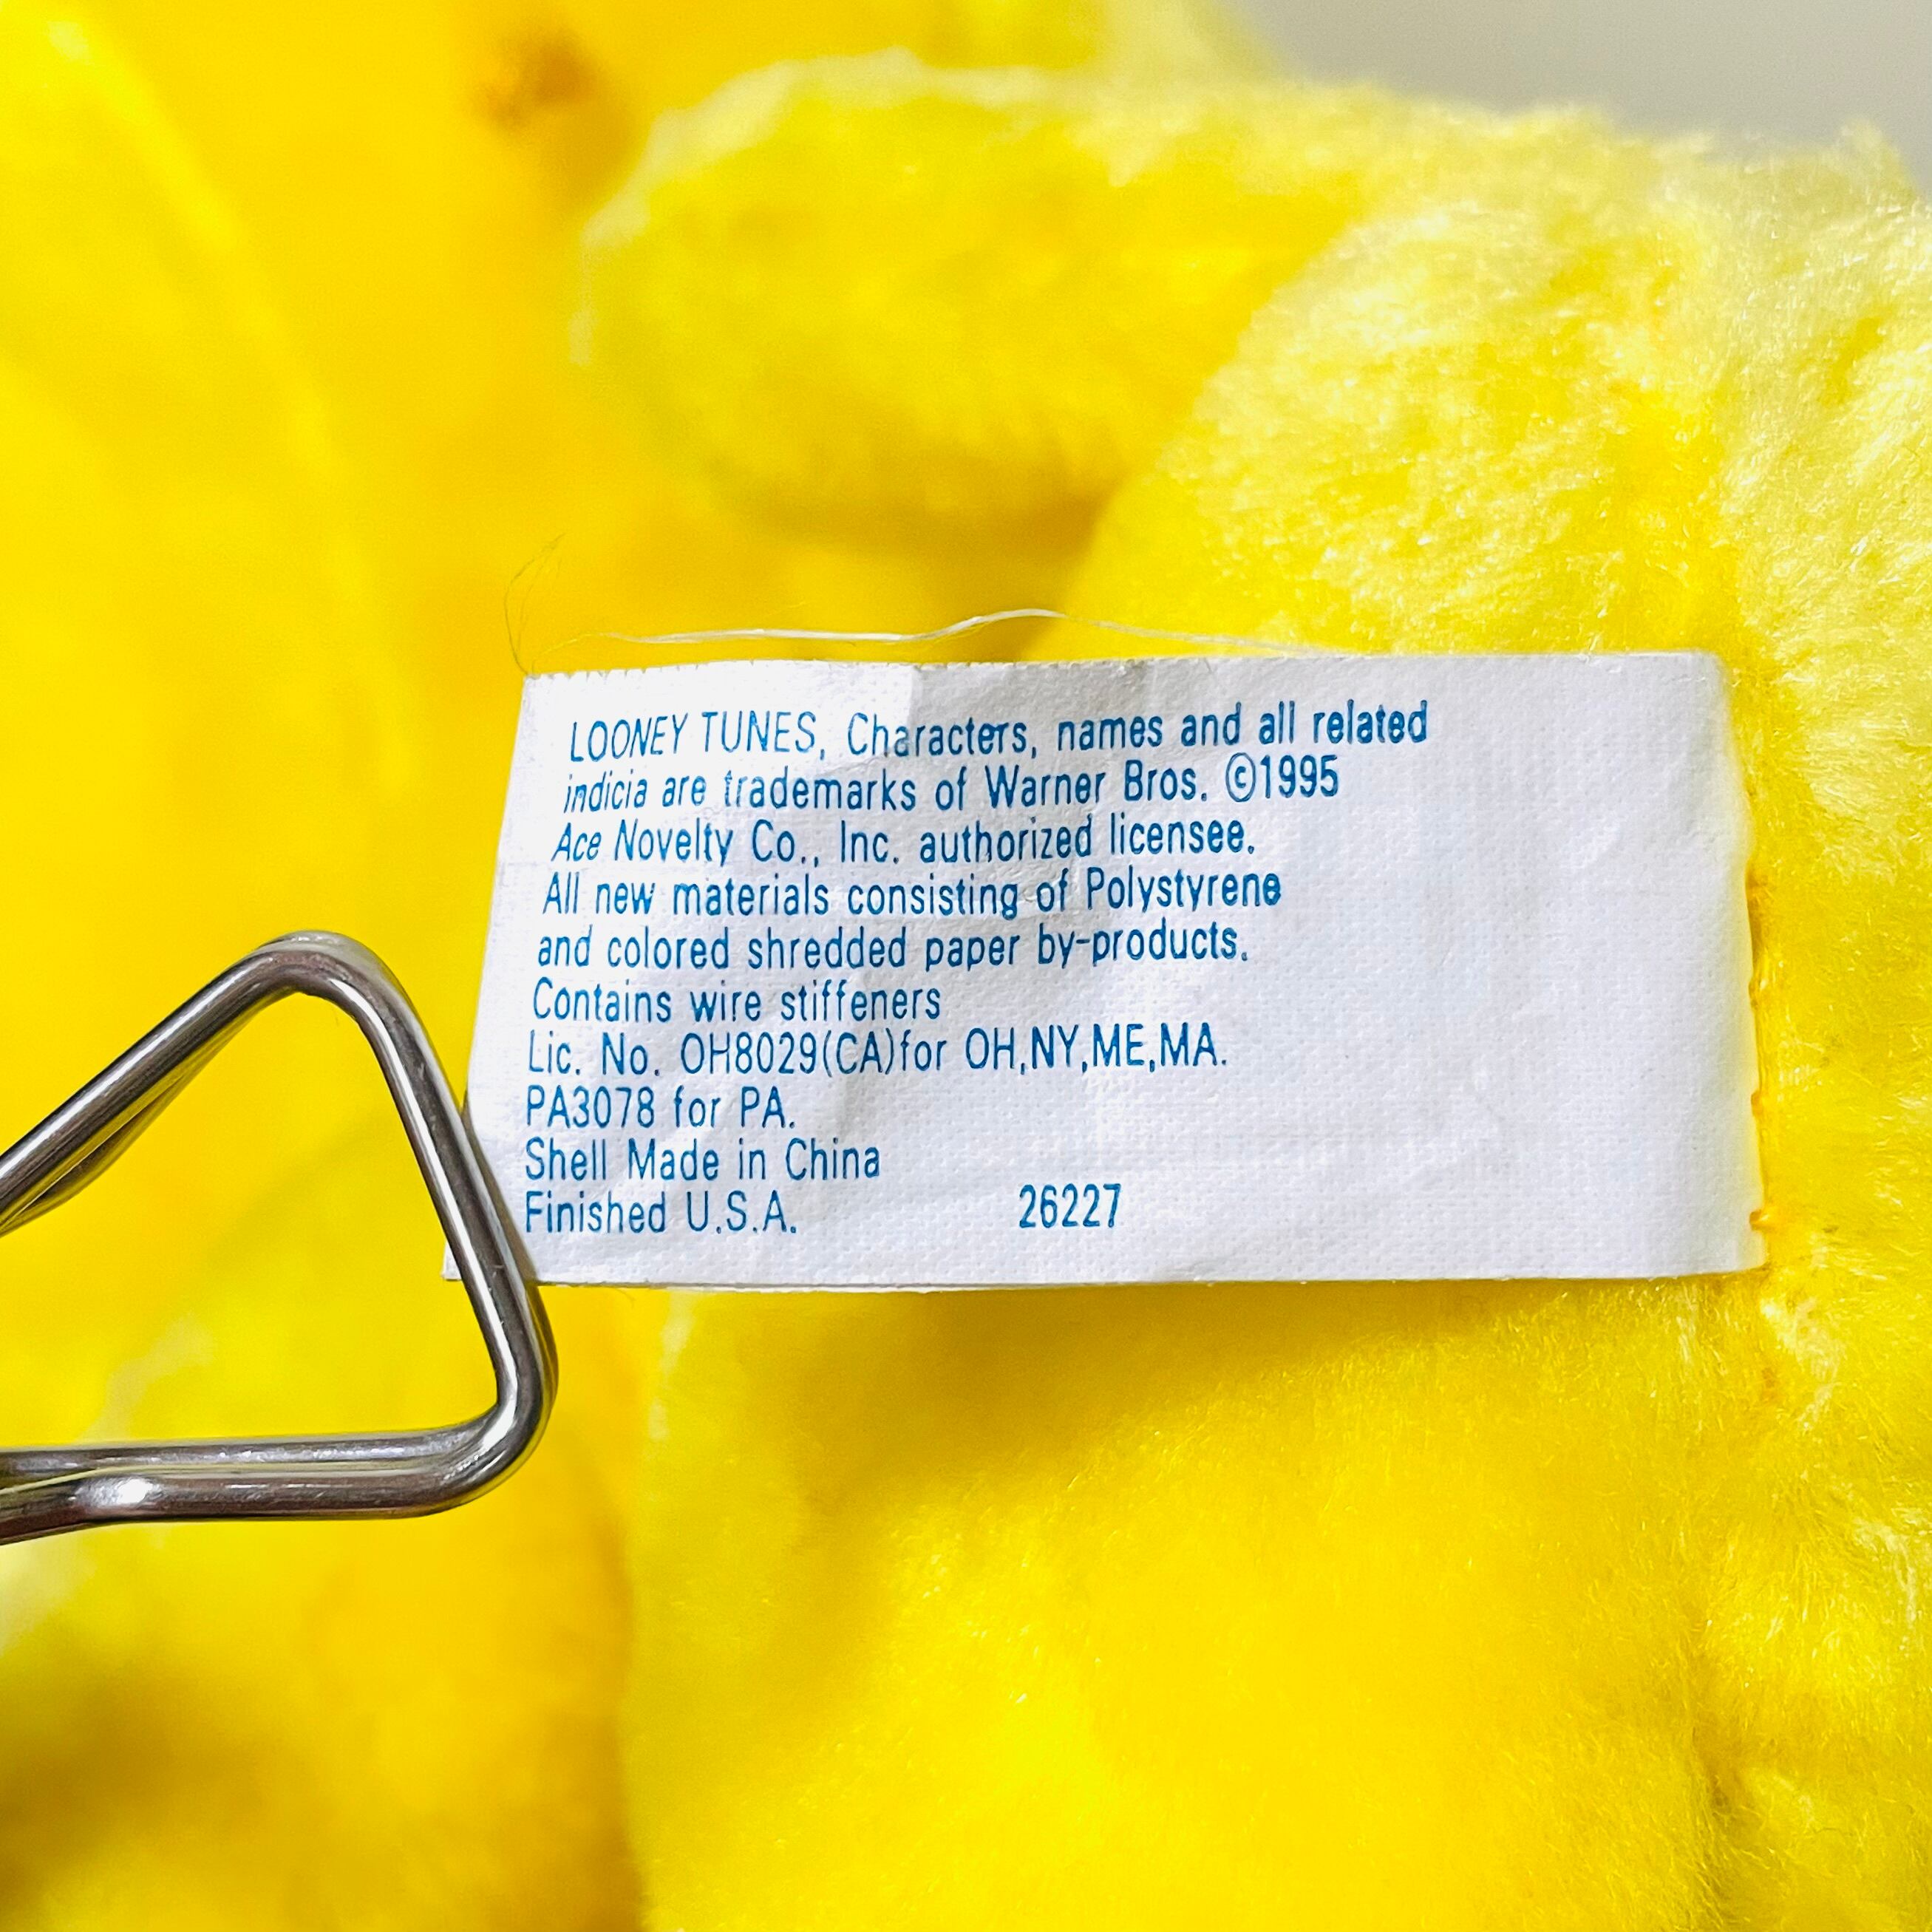 LOONEY TUNES, Characters, names and all related
indicia are trademarks of Warner Bros. ©1995
Ace Novelty Co., Inc. authorized licensee.
All new materials consisting of Polystyrene
and colored shredded paper by-products.
Contains wire stiffeners
Lic. No. OH8029(CA)for OH,NY,ME,MA.
PA3078 for PA.
Shell Made in China
Finished U.S.A. 26227